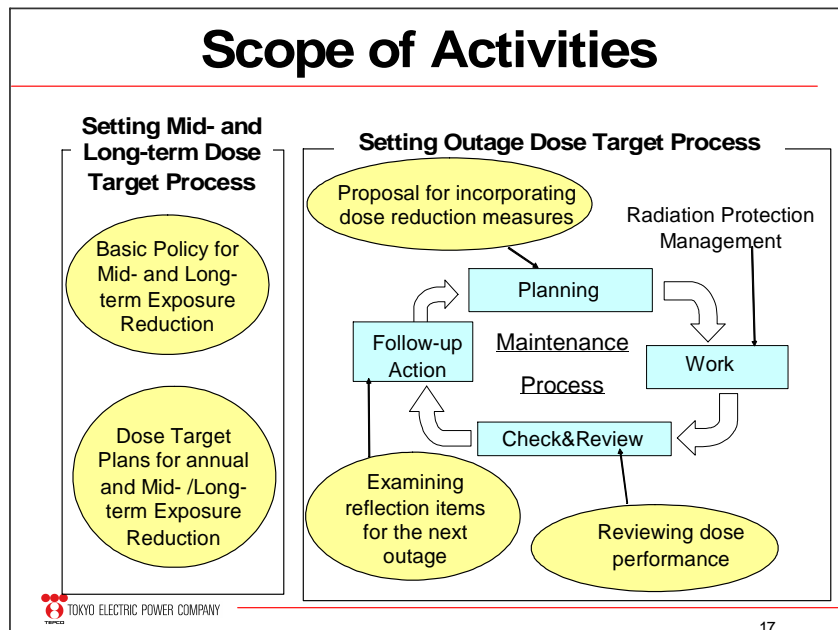 Scope of Activities
Setting Mid- and
Long-term Dose
Target Process
Basic Policy for
Mid- and Long-
term Exposure
Reduction
Dose Target
Plans for annual
and Mid- /Long-
term Exposure
Reduction
Setting Outage Dose Target Process
Proposal for incorporating
dose reduction measures
Radiation Protection
Management
Planning
Follow-up
Action
Maintenance
Process
Work
Check&Review
Examining
reflection items
for the next
outage
Reviewing dose
performance
TEPCO
TOKYO ELECTRIC POWER COMPANY
17